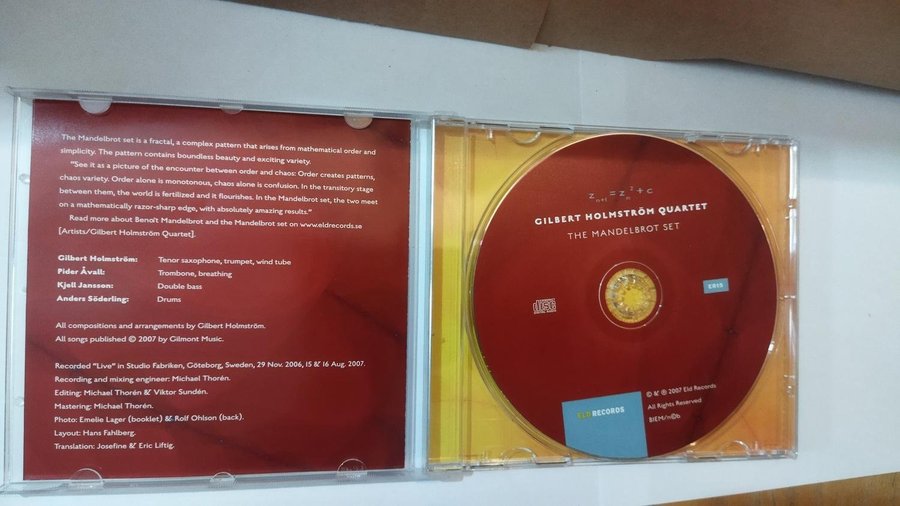 The Mandelbrot set is a fractal, a complex pattern that arises from mathematical order and
simplicity. The pattern contains boundless beauty and exciting variety.
"See it as a picture of the encounter between order and chaos: Order creates patterns,
chaos variety. Order alone is monotonous, chaos alone is confusion. In the transitory stage
between them, the world is fertilized and it flourishes. In the Mandelbrot set, the two meet
on a mathematically razor-sharp edge, with absolutely amazing results."
Read more about Benoît Mandelbrot and the Mandelbrot set on www.eldrecords.se
[Artists/Gilbert Holmström Quartet].
Gilbert Holmström: Tenor saxophone, trumpet, wind tube
Pider Åvall: Trombone, breathing
Kjell Jansson: Double bass
Anders Söderling: Drums
All compositions and arrangements by Gilbert Holmström.
All songs published © 2007 by Gilmont Music.
Recorded "Live" in Studio Fabriken, Göteborg, Sweden, 29 Nov. 2006, 15 & 16 Aug. 2007.
Recording and mixing engineer: Michael Thorén.
Editing: Michael Thorén & Viktor Sundén.
Mastering: Michael Thorén.
Photo: Emelie Lager (booklet) & Rolf Ohlson (back).
Layout: Hans Fahlberg.
Translation: Josefine & Eric Liftig.
z n+1 = z n 2 + c
GILBERT HOLMSTRÖM QUARTET
THE MANDELBROT SET
ER15
COMPACT
disc
DIGITAL AUDIO
ELD RECORDS
© & ℗ 2007 Eld Records
All Rights Reserved
BIEM/n©b